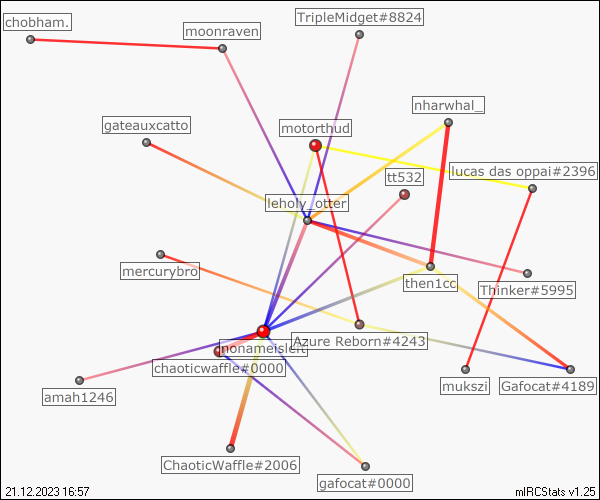 chobham.
TripleMidget#8824
moonraven
nharwhal_
gateauxcatto
motorthud
lucas das oppai#2396
tt532
leholy_otter
mercurybro
then1cc
Thinker#5995
Azure Reborn#4243
chaoticwaffle#0000
mukszi
Gafocat#4189
amah1246
ChaoticWaffle#2006
gafocat#0000
21.12.2023 16:57
mIRCStats v1.25